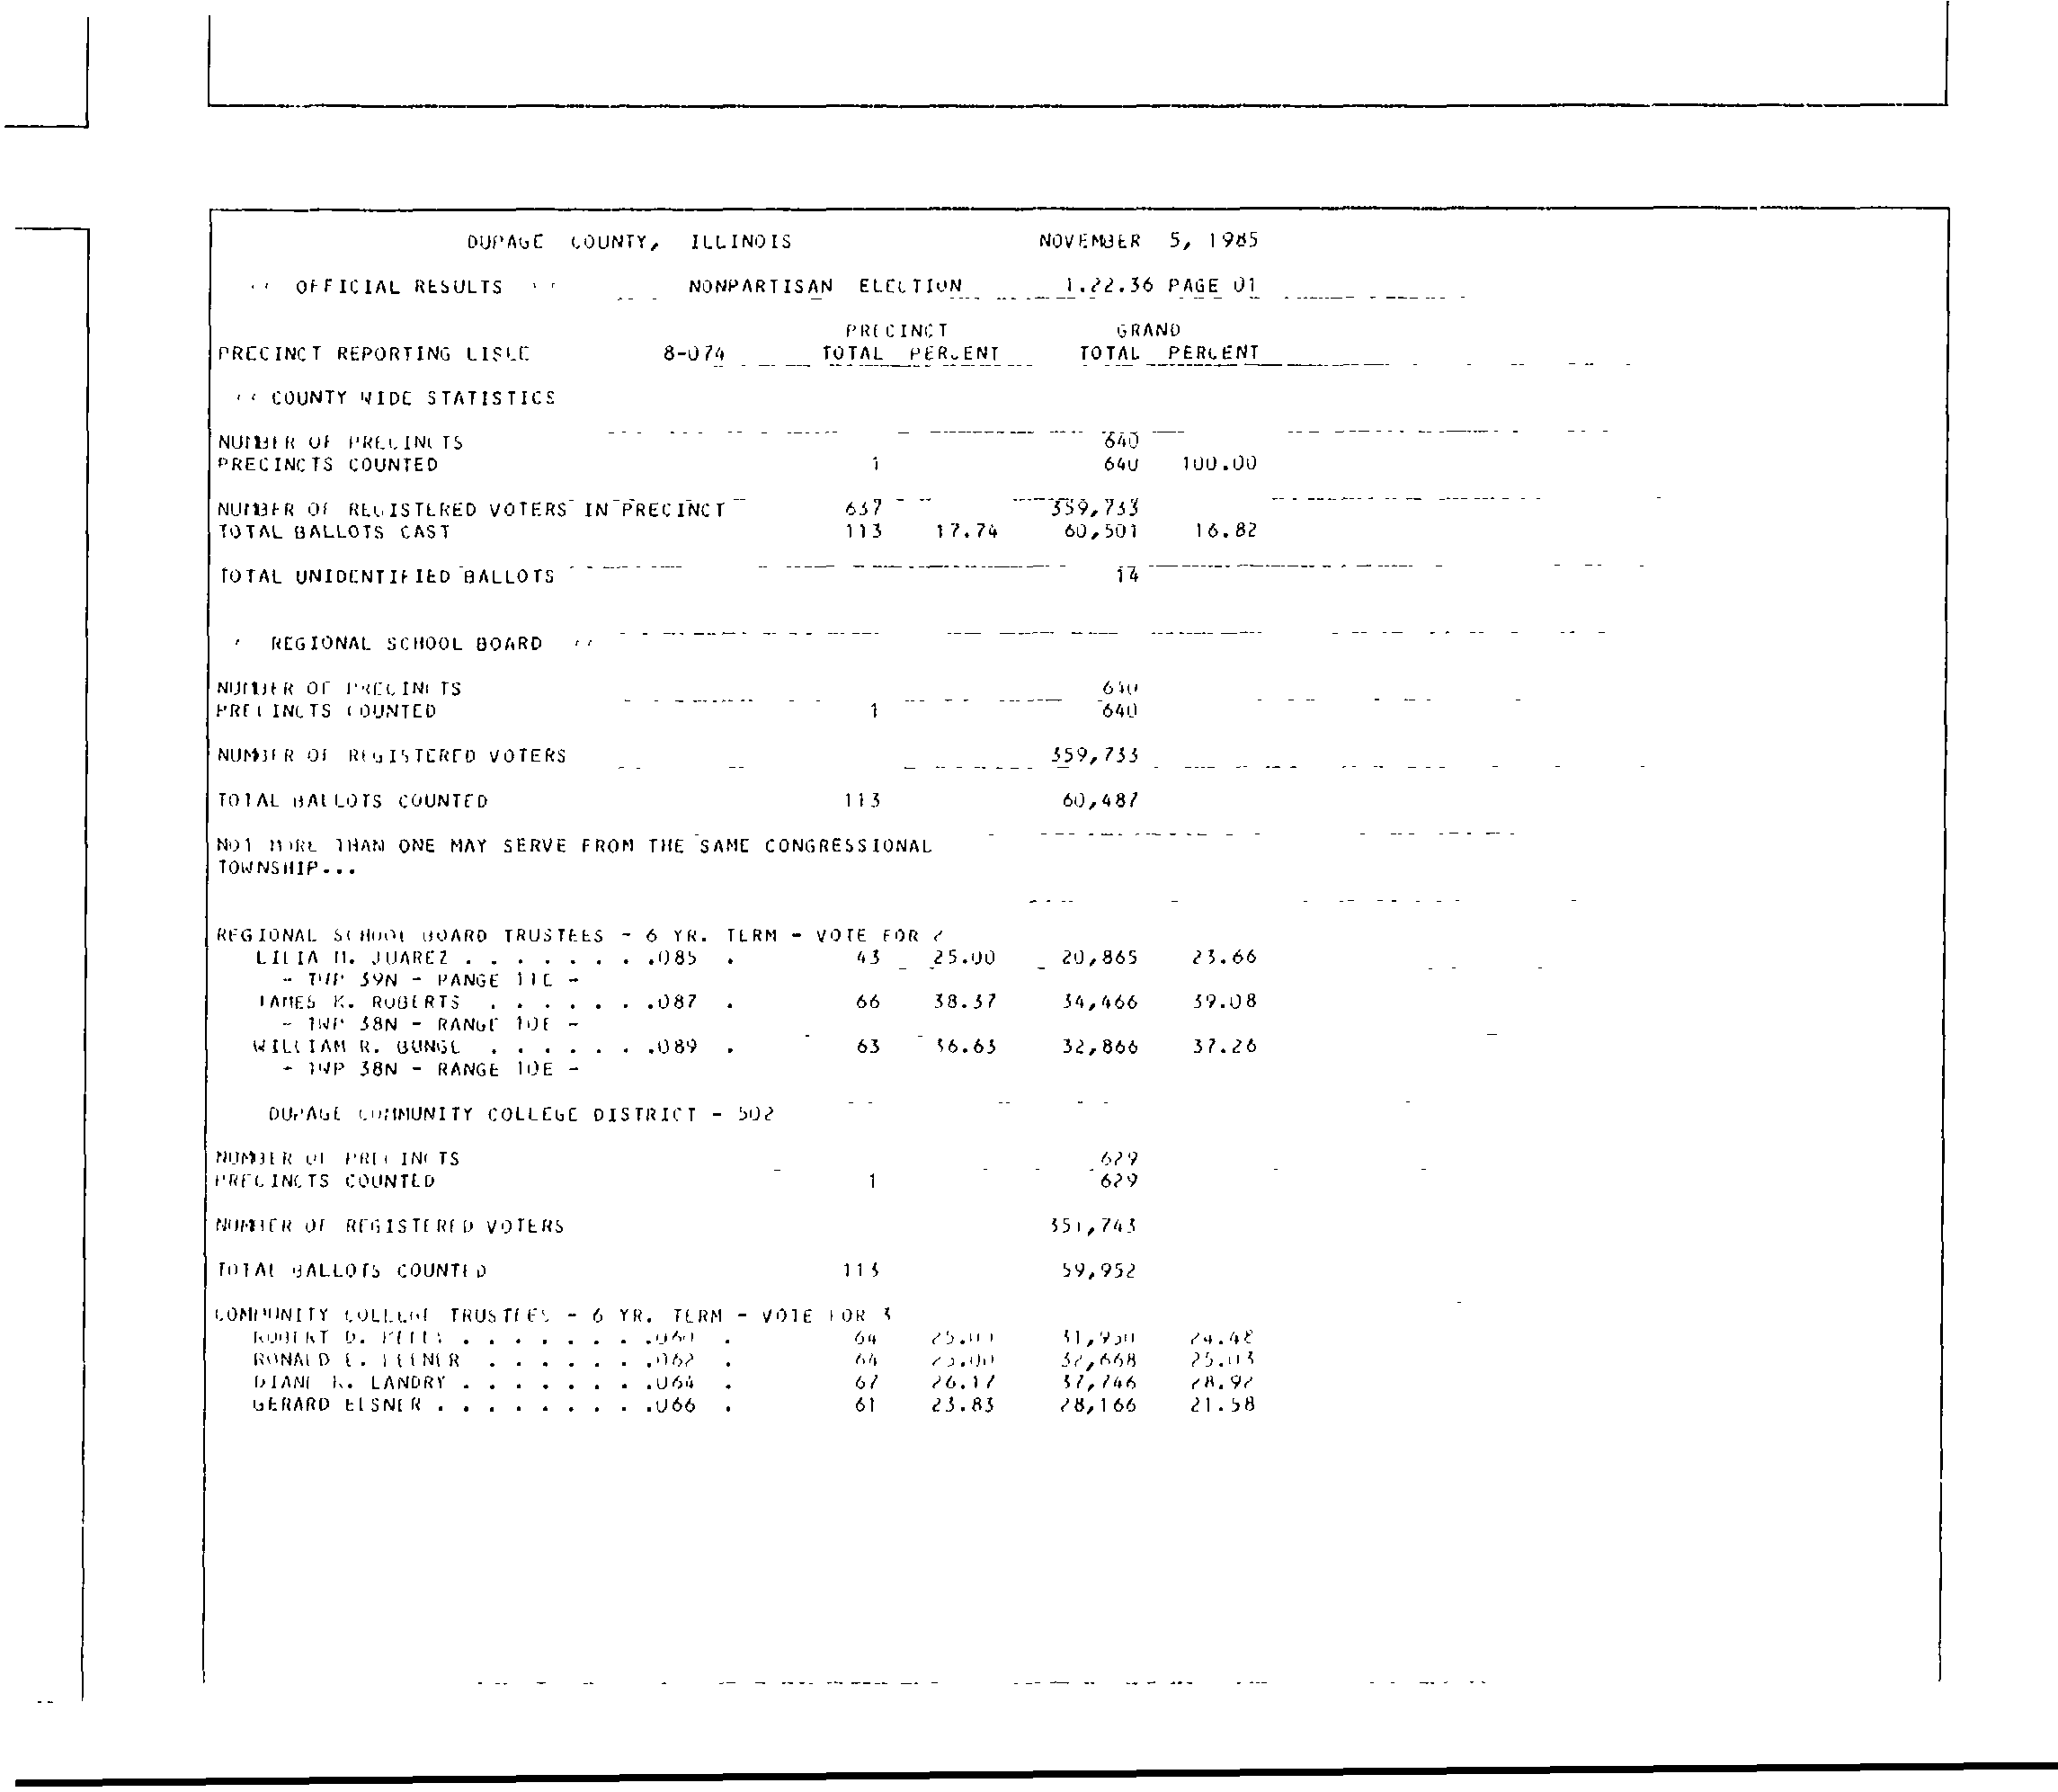 DUPAGE COUNTY, ILLINOIS NOVEMBER 5, 1985
OFFICIAL RESULTS NONPARTISAN ELECTION 1.22.36 PAGE 01
PRECINCT GRAND
PRECINCT REPORTING LISLE 8-074 TOTAL PERCENT TOTAL PERCENT
COUNTY WIDE STATISTICS
NUMBER OF PRECINCTS 640
PRECINCTS COUNTED 1 640 100.00
NUMBER OF REGISTERED VOTERS IN PRECINCT 637 359,733
TOTAL BALLOTS CAST 113 17.74 60,501 16.82
TOTAL UNIDENTIFIED BALLOTS 14
REGIONAL SCHOOL BOARD
NUMBER OF PRECINCTS 640
PRECINCTS COUNTED 1 640
NUMBER OF REGISTERED VOTERS 359,733
TOTAL BALLOTS COUNTED 113 60,487
NOT MORE THAN ONE MAY SERVE FROM THE SAME CONGRESSIONAL
TOWNSHIP...
REGIONAL SCHOOL BOARD TRUSTEES - 6 YR. TERM - VOTE FOR 2
LILIA M. JUAREZ . . . . . . . .085 . 43 25.00 20,865 23.66
- TWP 39N - RANGE 11E -
JAMES K. ROBERTS . . . . . . .087 . 66 38.37 34,466 39.08
- TWP 38N - RANGE 10E -
WILLIAM R. BUNGE . . . . . . .089 . 63 36.63 32,866 37.26
- TWP 38N - RANGE 10E -
DUPAGE COMMUNITY COLLEGE DISTRICT - 502
NUMBER OF PRECINCTS 629
PRECINCTS COUNTED 1 629
NUMBER OF REGISTERED VOTERS 351,743
TOTAL BALLOTS COUNTED 113 59,952
COMMUNITY COLLEGE TRUSTEES - 6 YR. TERM - VOTE FOR 3
ROBERT D. . . . . . . . .060 . 64 25.00 31,950 24.48
RONALD E. . . . . . . .062 . 64 25.00 32,668 25.03
DIANE K. LANDRY . . . . . . . .064 . 67 26.17 37,746 28.92
GERARD ELSNER . . . . . . . . .066 . 61 23.83 28,166 21.58